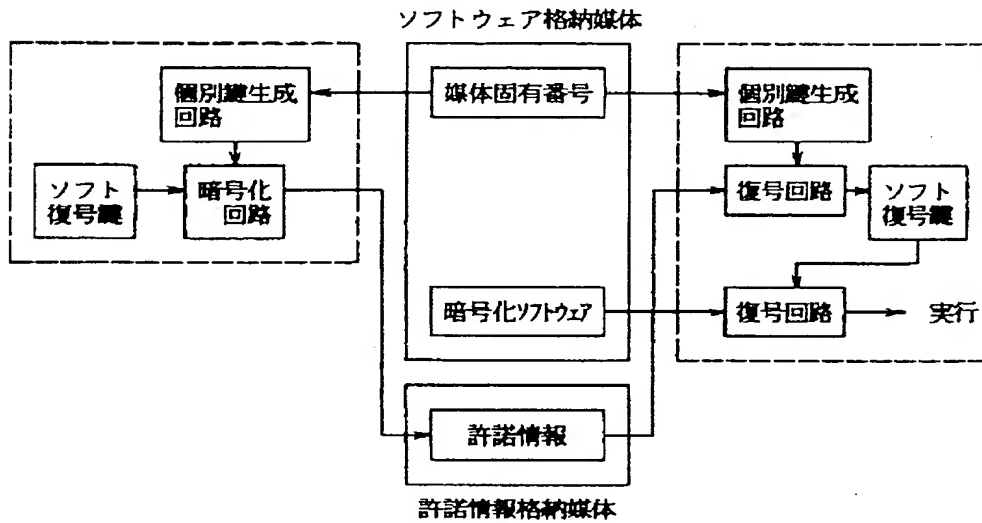 ソフトウェア格納媒体
個別鍵生成
回路
媒体固有番号
個別鍵生成
回路
ソフト
復号鍵
暗号化
回路
復号回路
ソフト
復号鍵
暗号化ソフトウェア
復号回路
実行
許諾情報
許諾情報格納媒体